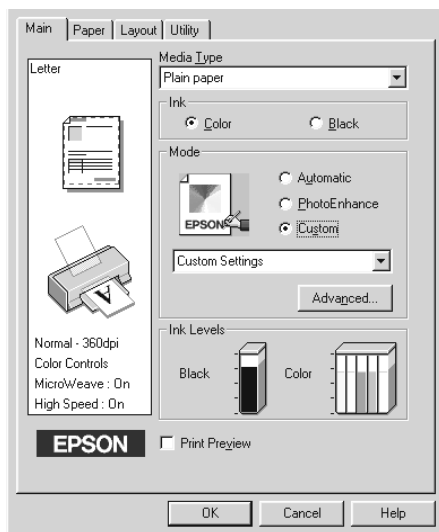 Main Paper Layout Utility
Letter
Media Type
Plain paper
Ink
Color Black
Mode
EPSON
Automatic
PhotoEnhance
Custom
Custom Settings
Advanced...
A
Normal - 360dpi
Color Controls
MicroWeave : On
High Speed : On
Ink Levels
Black Color
EPSON
Print Preview
OK Cancel Help